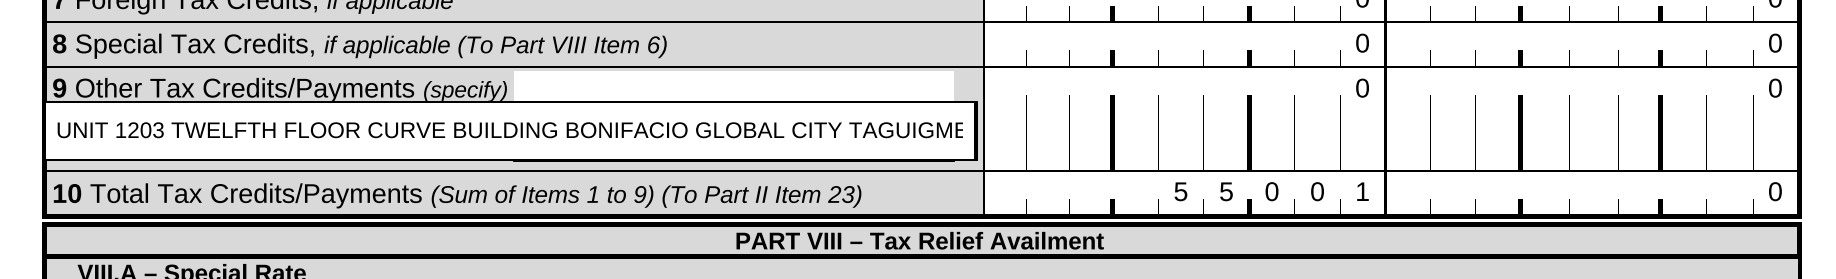 7 Foreign Tax Credits, if applicable 0 0
8 Special Tax Credits, if applicable (To Part VIII Item 6) 0 0
9 Other Tax Credits/Payments (specify) 0 0
UNIT 1203 TWELFTH FLOOR CURVE BUILDING BONIFACIO GLOBAL CITY TAGUIGME
10 Total Tax Credits/Payments (Sum of Items 1 to 9) (To Part II Item 23) 5 5 0 0 1 0
PART VIII – Tax Relief Availment
VIII.A – Special Rate